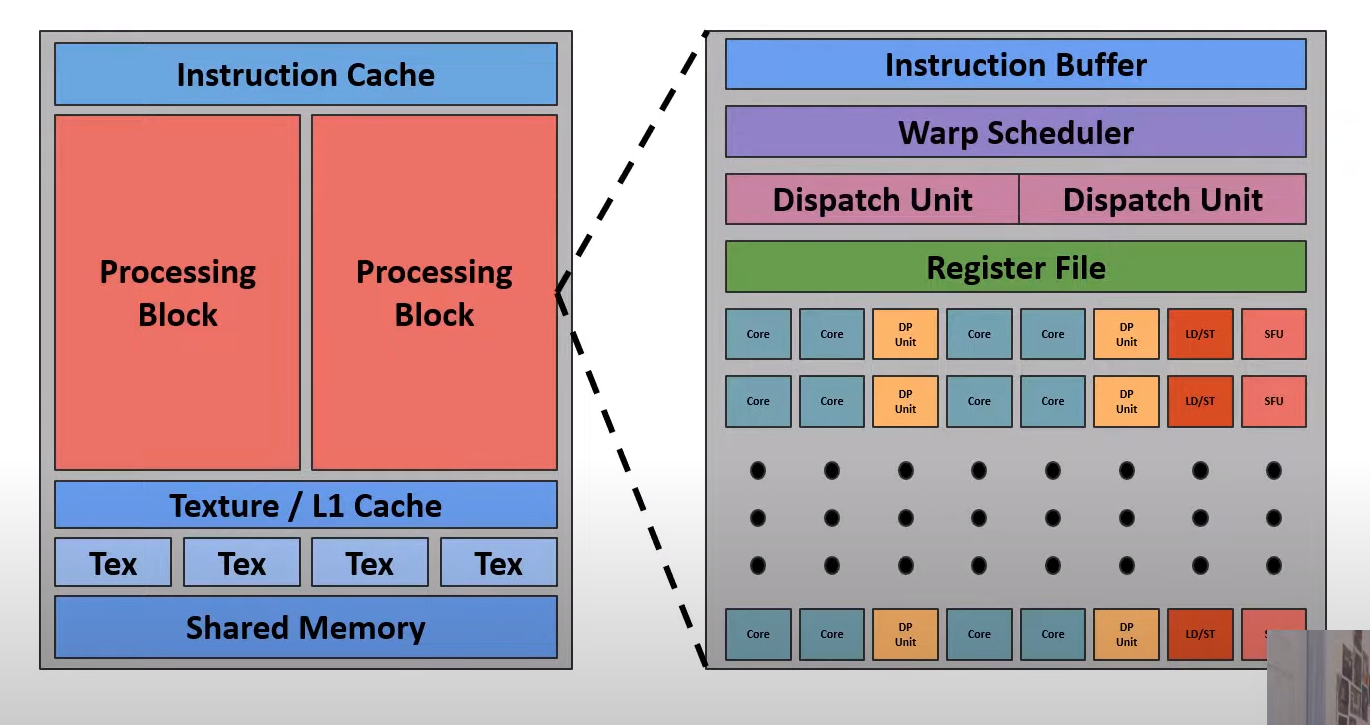 Instruction Cache
Processing
Block
Processing
Block
Texture / L1 Cache
Tex Tex Tex Tex
Shared Memory
Instruction Buffer
Warp Scheduler
Dispatch Unit Dispatch Unit
Register File
Core Core DP Unit Core Core DP Unit LD/ST SFU
Core Core DP Unit Core Core DP Unit LD/ST SFU
Core Core DP Unit Core Core DP Unit LD/ST